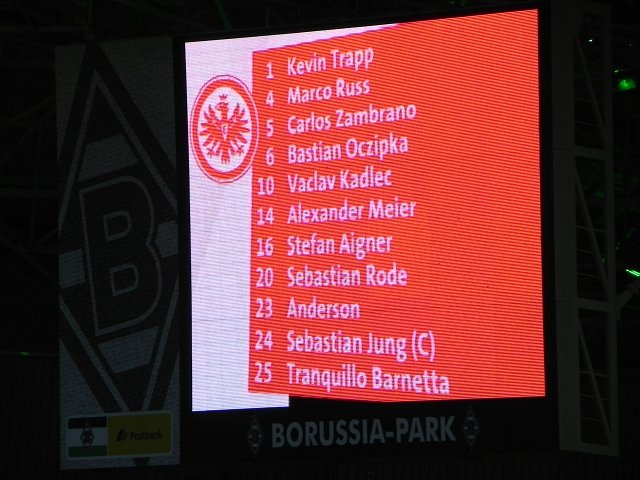 1 Kevin Trapp
4 Marco Russ
5 Carlos Zambrano
6 Bastian Oczipka
10 Vaclav Kadlec
14 Alexander Meier
16 Stefan Aigner
20 Sebastian Rode
23 Anderson
24 Sebastian Jung (C)
25 Tranquillo Barnetta
B
Postbank
BORUSSIA-PARK